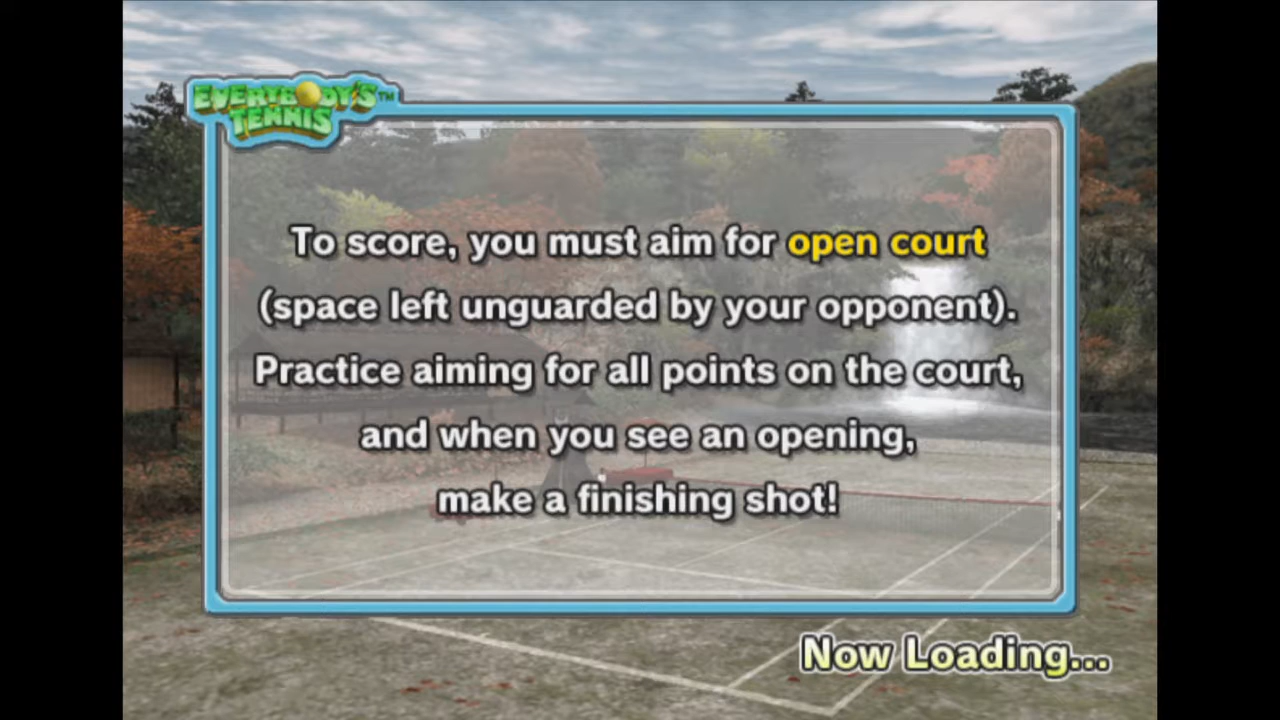 EVERYBODY'S™
TENNIS
To score, you must aim for open court
(space left unguarded by your opponent).
Practice aiming for all points on the court,
and when you see an opening,
make a finishing shot!
Now Loading...